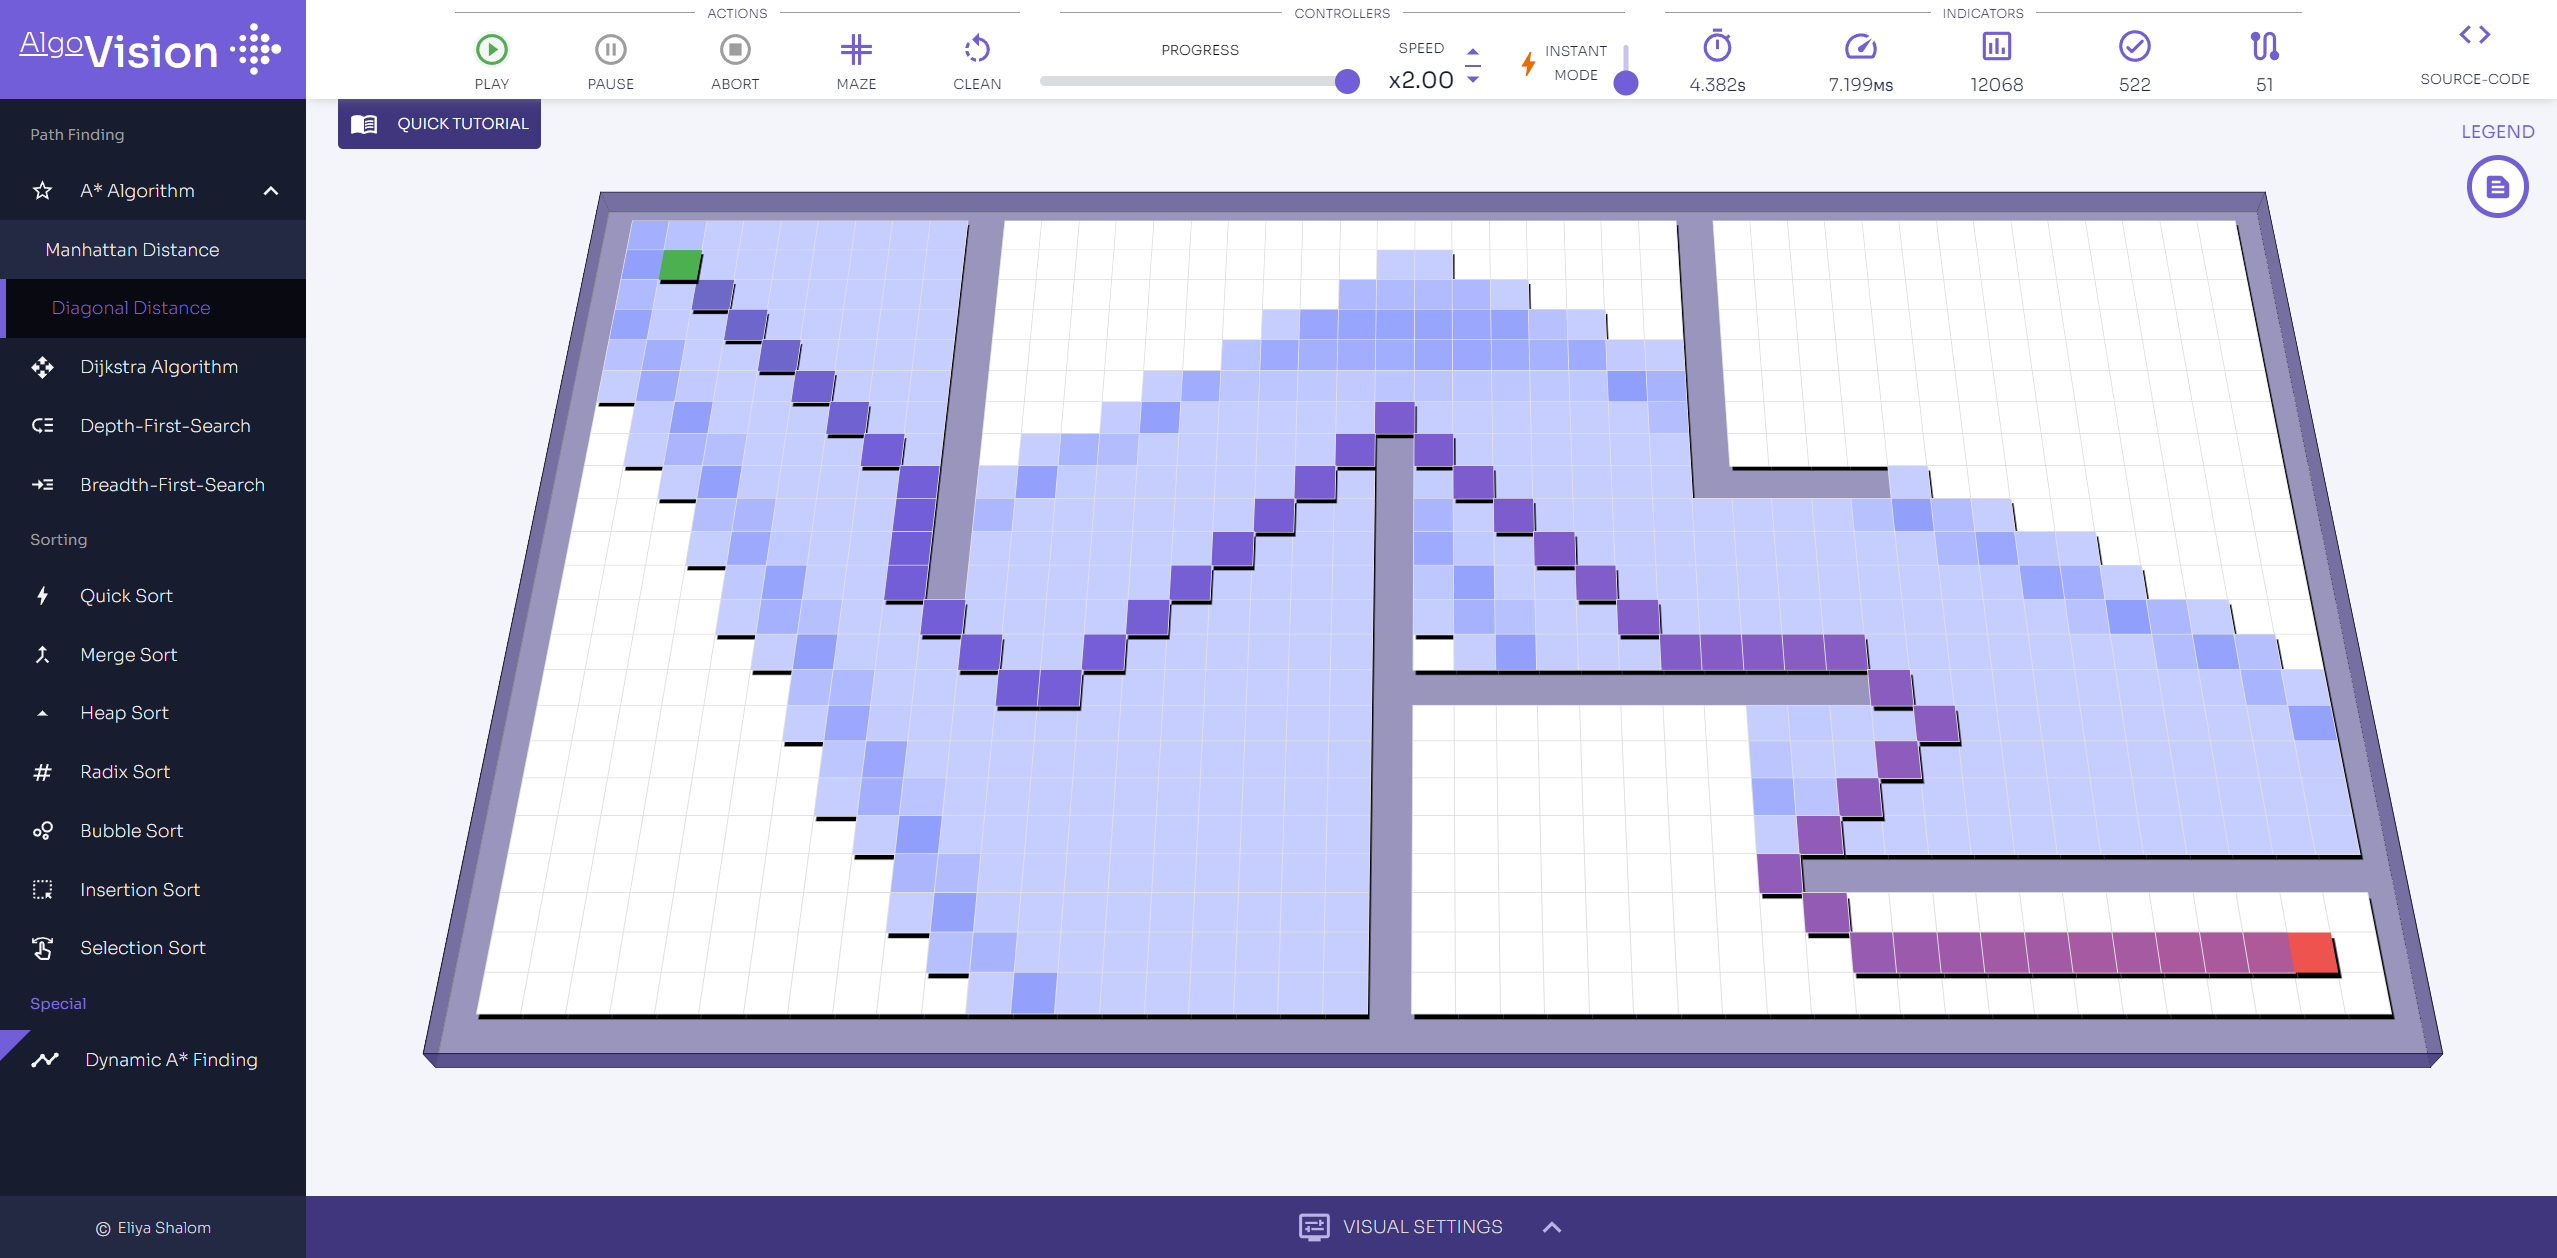 AlgoVision
ACTIONS
CONTROLLERS
INDICATORS
PLAY
PAUSE
ABORT
MAZE
CLEAN
PROGRESS
SPEED
x2.00
INSTANT
MODE
4.382s
7.199ms
12068
522
51
SOURCE-CODE
QUICK TUTORIAL
LEGEND
Path Finding
A* Algorithm
Manhattan Distance
Diagonal Distance
Dijkstra Algorithm
Depth-First-Search
Breadth-First-Search
Sorting
Quick Sort
Merge Sort
Heap Sort
Radix Sort
Bubble Sort
Insertion Sort
Selection Sort
Special
Dynamic A* Finding
© Eliya Shalom
VISUAL SETTINGS